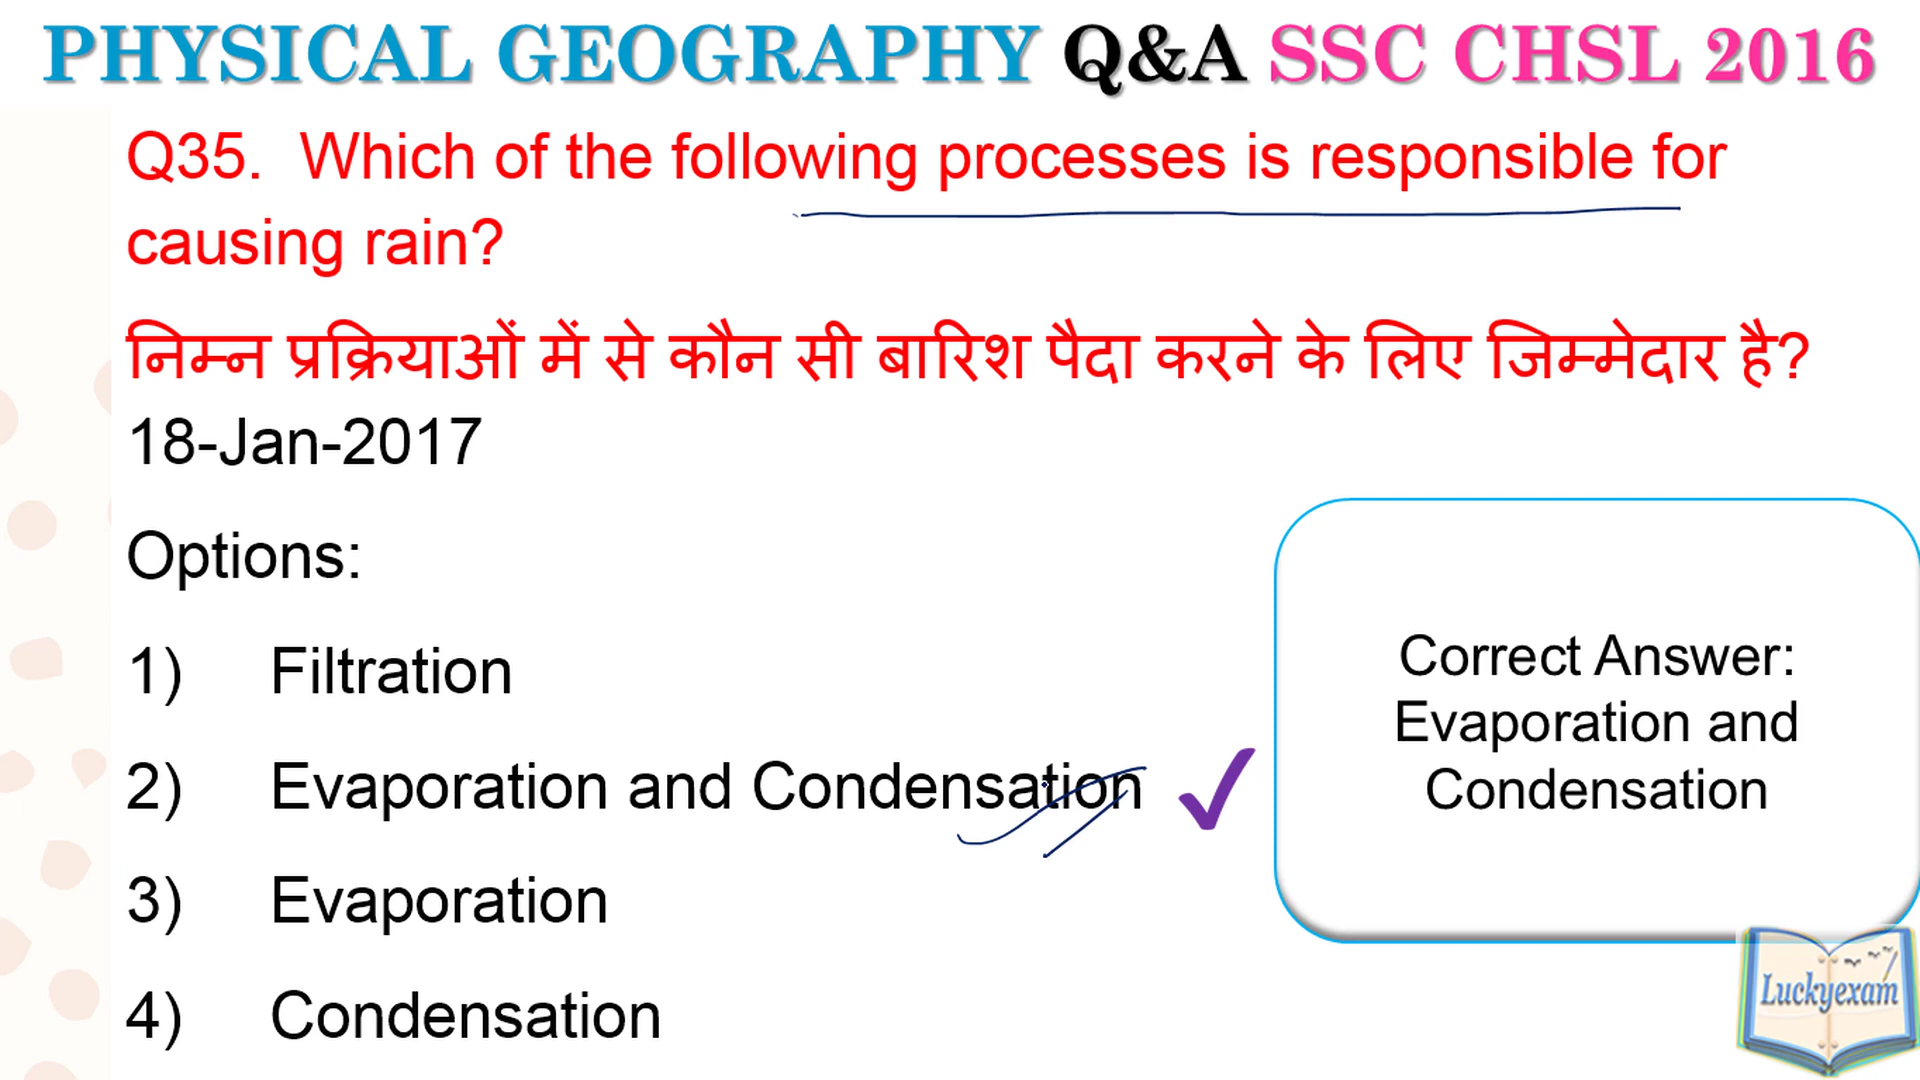 PHYSICAL GEOGRAPHY Q&A SSC CHSL 2016
Q35. Which of the following processes is responsible for
causing rain?
निम्न प्रक्रियाओं में से कौन सी बारिश पैदा करने के लिए जिम्मेदार है?
18-Jan-2017
Options:
1) Filtration
2) Evaporation and Condensation
3) Evaporation
4) Condensation
Correct Answer:
Evaporation and
Condensation
Luckyexam